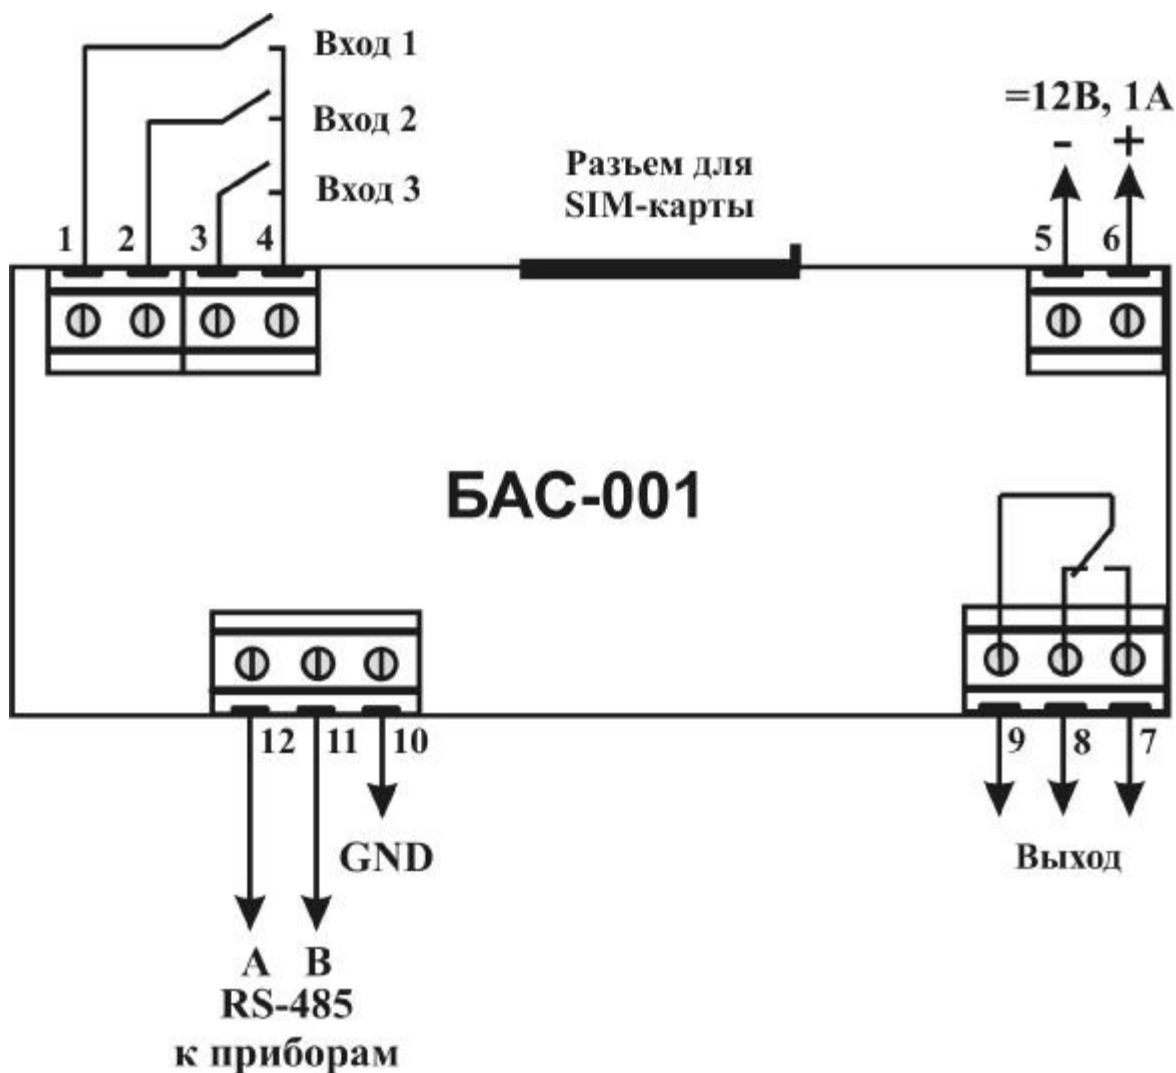 Вход 1
Вход 2
Вход 3
1 2 3 4
Разъем для
SIM-карты
=12В, 1А
- +
5 6
БАС-001
12 11 10
GND
A B
RS-485
к приборам
9 8 7
Выход